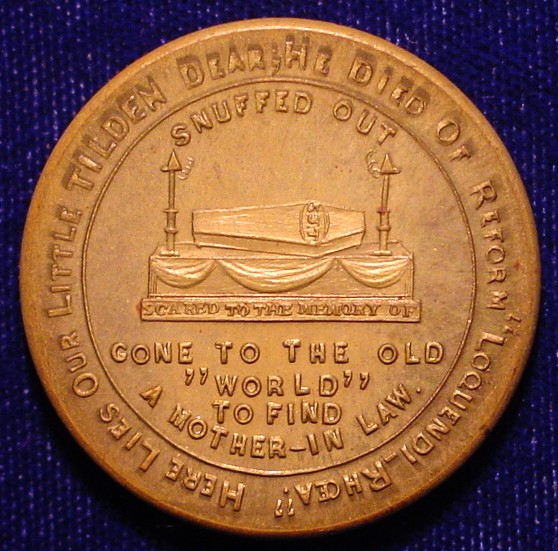 HERE LIES OUR LITTLE TILDEN DEAR; HE DIED OF REFORM "LOQUENDI-RHŒA."
SNUFFED OUT
SCARED TO THE MEMORY OF
GONE TO THE OLD
"WORLD"
TO FIND
A MOTHER-IN LAW.